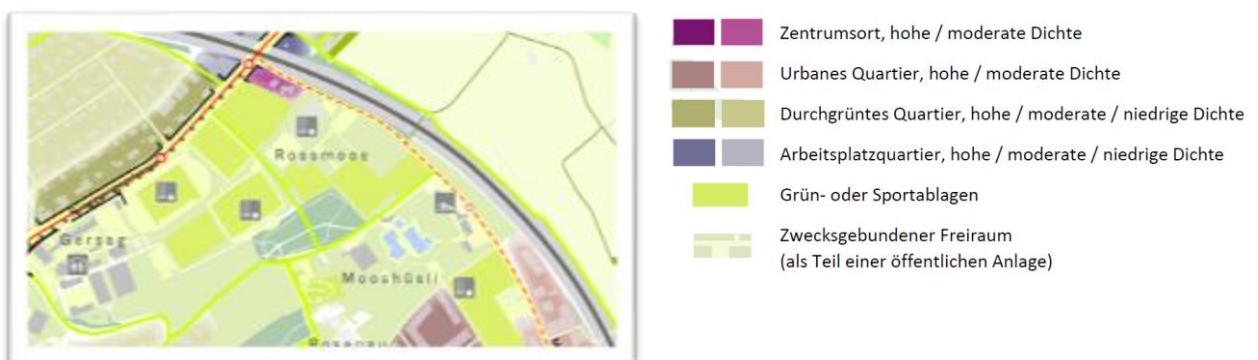 Rossmoos
Gersag
Mooshüsli
Rosenau
Zentrumsort, hohe / moderate Dichte
Urbanes Quartier, hohe / moderate Dichte
Durchgrüntes Quartier, hohe / moderate / niedrige Dichte
Arbeitsplatzquartier, hohe / moderate / niedrige Dichte
Grün- oder Sportablagen
Zwecksgebundener Freiraum
(als Teil einer öffentlichen Anlage)